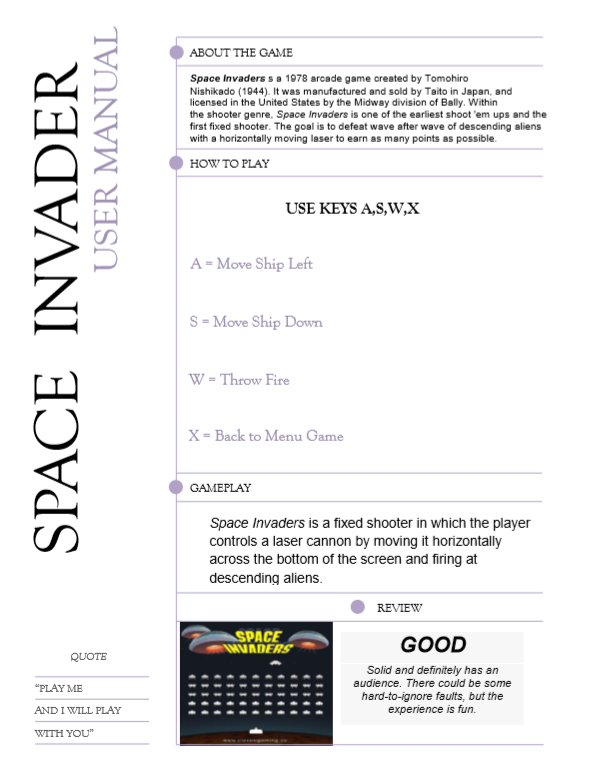 SPACE INVADER
USER MANUAL
ABOUT THE GAME
Space Invaders s a 1978 arcade game created by Tomohiro
Nishikado (1944). It was manufactured and sold by Taito in Japan, and
licensed in the United States by the Midway division of Bally. Within
the shooter genre, Space Invaders is one of the earliest shoot 'em ups and the
first fixed shooter. The goal is to defeat wave after wave of descending aliens
with a horizontally moving laser to earn as many points as possible.
HOW TO PLAY
USE KEYS A,S,W,X
A = Move Ship Left
S = Move Ship Down
W = Throw Fire
X = Back to Menu Game
GAMEPLAY
Space Invaders is a fixed shooter in which the player
controls a laser cannon by moving it horizontally
across the bottom of the screen and firing at
descending aliens.
REVIEW
SPACE
INVADERS
GOOD
Solid and definitely has an
audience. There could be some
hard-to-ignore faults, but the
experience is fun.
QUOTE
“PLAY ME
AND I WILL PLAY
WITH YOU”